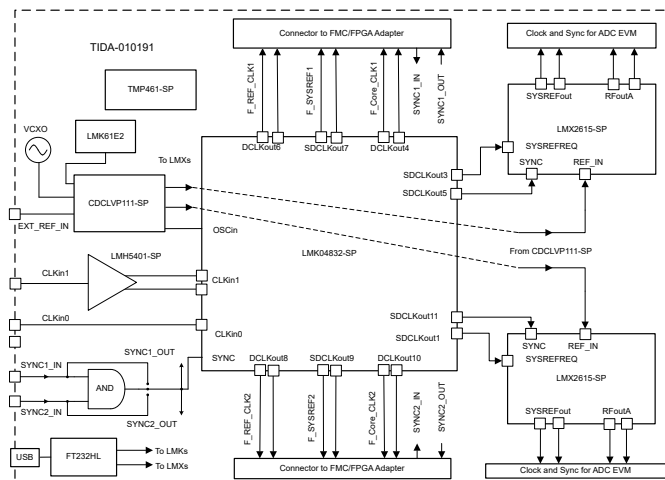 TIDA-010191
TMP461-SP
VCXO
LMK61E2
To LMXs
CDCLVP111-SP
EXT_REF_IN
OSCin
LMH5401-SP
CLKin1
CLKin1
CLKin0
CLKin0
SYNC1_IN
SYNC2_IN
AND
SYNC1_OUT
SYNC2_OUT
SYNC
USB
FT232HL
To LMKs
To LMXs
Connector to FMC/FPGA Adapter
F_REF_CLK1
F_SYSREF1
F_Core_CLK1
SYNC1_IN
SYNC1_OUT
DCLKout6
SDCLKout7
DCLKout4
SDCLKout3
SDCLKout5
LMK04832-SP
SDCLKout11
SDCLKout1
DCLKout8
SDCLKout9
DCLKout10
F_REF_CLK2
F_SYSREF2
F_Core_CLK2
SYNC2_IN
SYNC2_OUT
Connector to FMC/FPGA Adapter
Clock and Sync for ADC EVM
SYSREFout
RFoutA
LMX2615-SP
SYSREFREQ
SYNC
REF_IN
From CDCLVP111-SP
SYNC
REF_IN
SYSREFREQ
LMX2615-SP
SYSREFout
RFoutA
Clock and Sync for ADC EVM